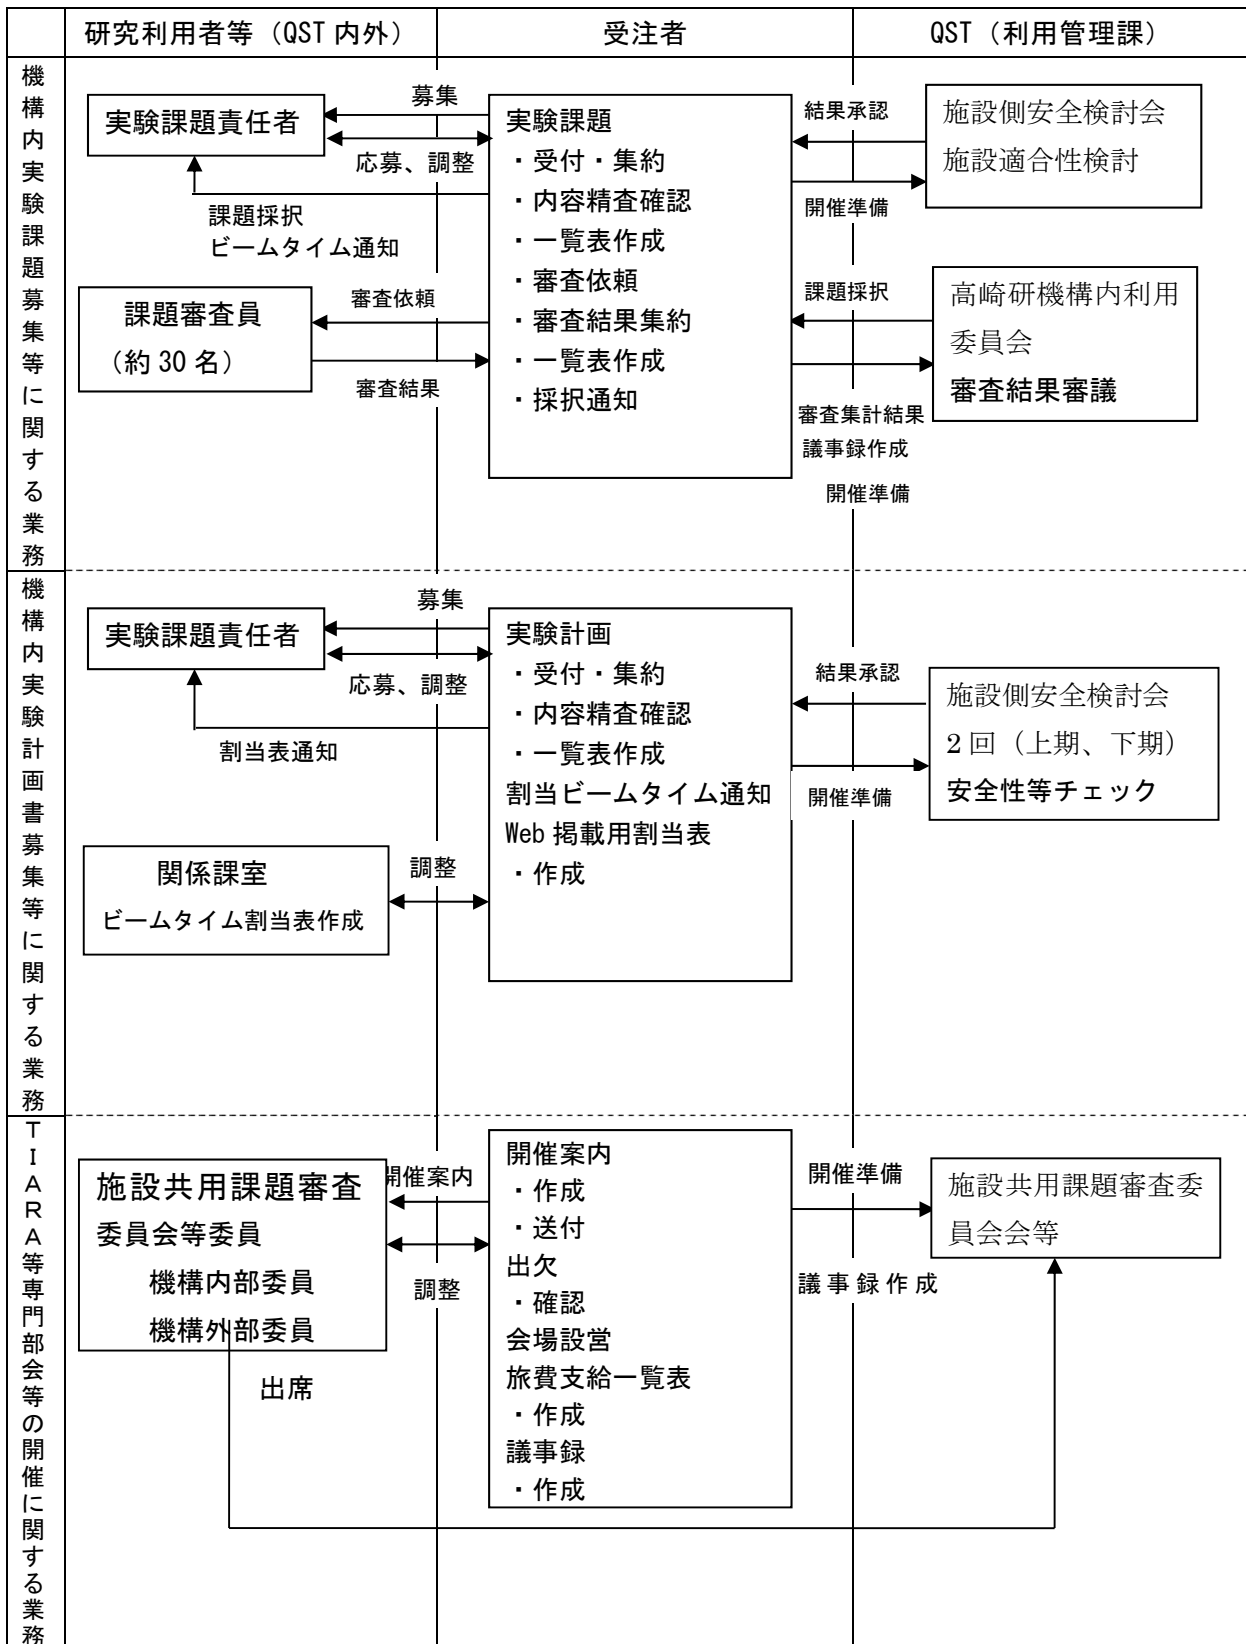 研究利用者等（QST 内外）
受注者
QST（利用管理課）
機構内実験課題募集等に関する業務
実験課題責任者
募集
応募、調整
課題採択
ビームタイム通知
課題審査員
（約 30 名）
審査依頼
審査結果
実験課題
・受付・集約
・内容精査確認
・一覧表作成
・審査依頼
・審査結果集約
・一覧表作成
・採択通知
結果承認
開催準備
施設側安全検討会
施設適合性検討
課題採択
審査集計結果
議事録作成
開催準備
高崎研機構内利用
委員会
審査結果審議
機構内実験計画書募集等に関する業務
実験課題責任者
募集
応募、調整
割当表通知
関係課室
ビームタイム割当表作成
調整
実験計画
・受付・集約
・内容精査確認
・一覧表作成
割当ビームタイム通知
Web 掲載用割当表
・作成
結果承認
開催準備
施設側安全検討会
２回（上期、下期）
安全性等チェック
ＴＩＡＲＡ等専門部会等の開催に関する業務
施設共用課題審査
委員会等委員
機構内部委員
機構外部委員
開催案内
調整
出席
開催案内
・作成
・送付
出欠
・確認
会場設営
旅費支給一覧表
・作成
議事録
・作成
開催準備
議事録作成
施設共用課題審査委
員会会等